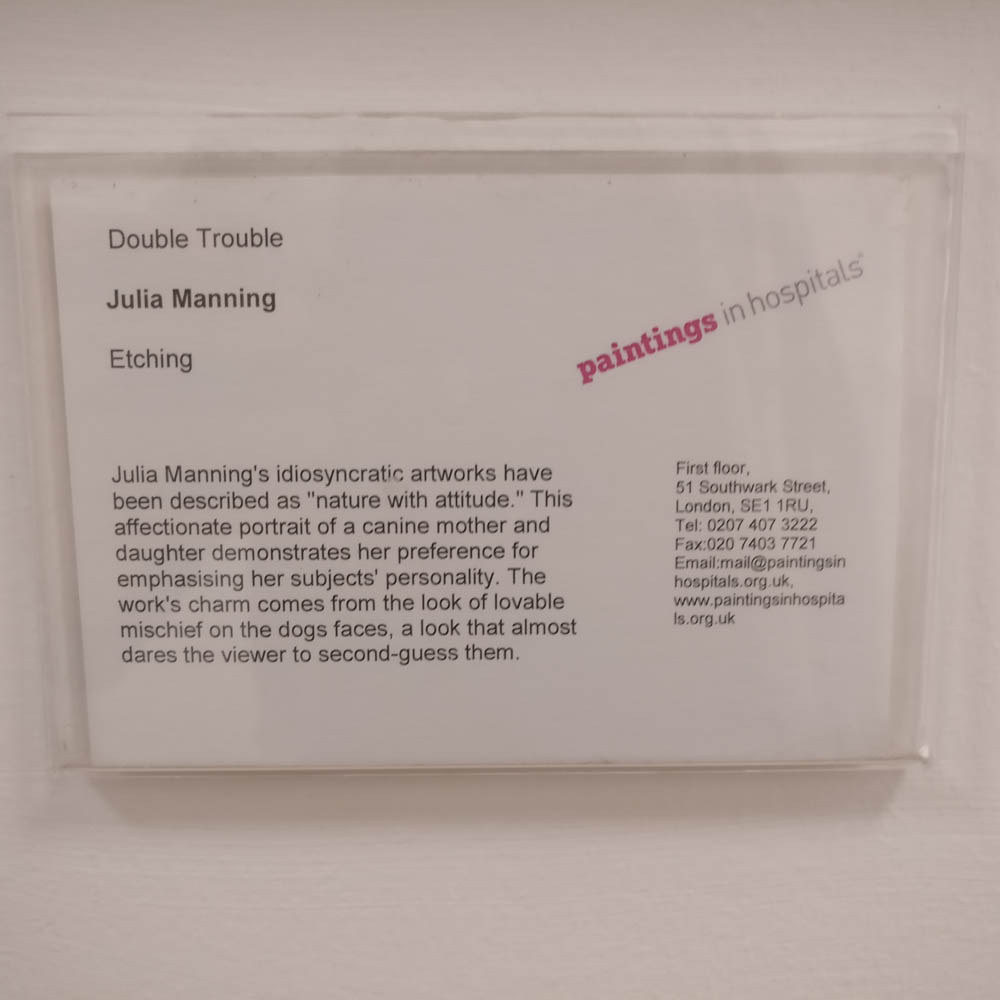 Double Trouble
Julia Manning
Etching
paintings in hospitals®
Julia Manning's idiosyncratic artworks have
been described as "nature with attitude." This
affectionate portrait of a canine mother and
daughter demonstrates her preference for
emphasising her subjects' personality. The
work's charm comes from the look of lovable
mischief on the dogs faces, a look that almost
dares the viewer to second-guess them.
First floor,
51 Southwark Street,
London, SE1 1RU,
Tel: 0207 407 3222
Fax:020 7403 7721
Email:mail@paintingsin
hospitals.org.uk,
www.paintingsinhospita
ls.org.uk